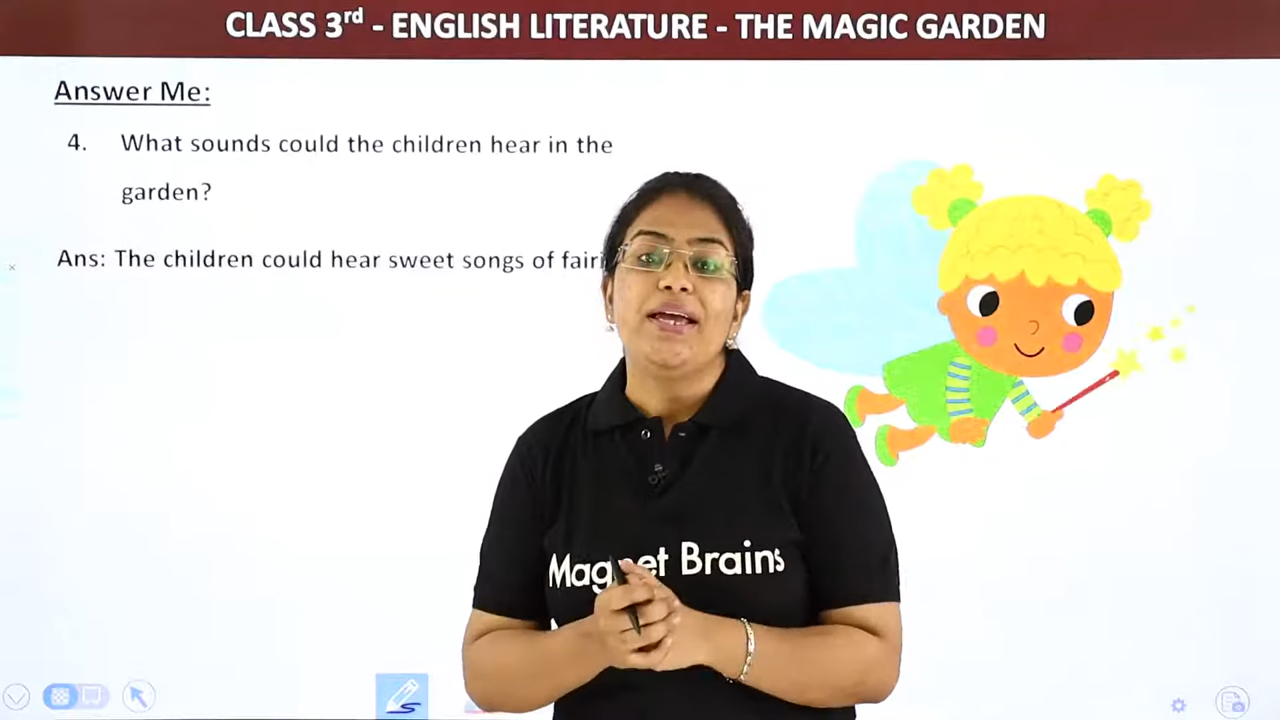 CLASS 3rd - ENGLISH LITERATURE - THE MAGIC GARDEN
Answer Me:
4. What sounds could the children hear in the
garden?
Ans: The children could hear sweet songs of
Magnet Brains